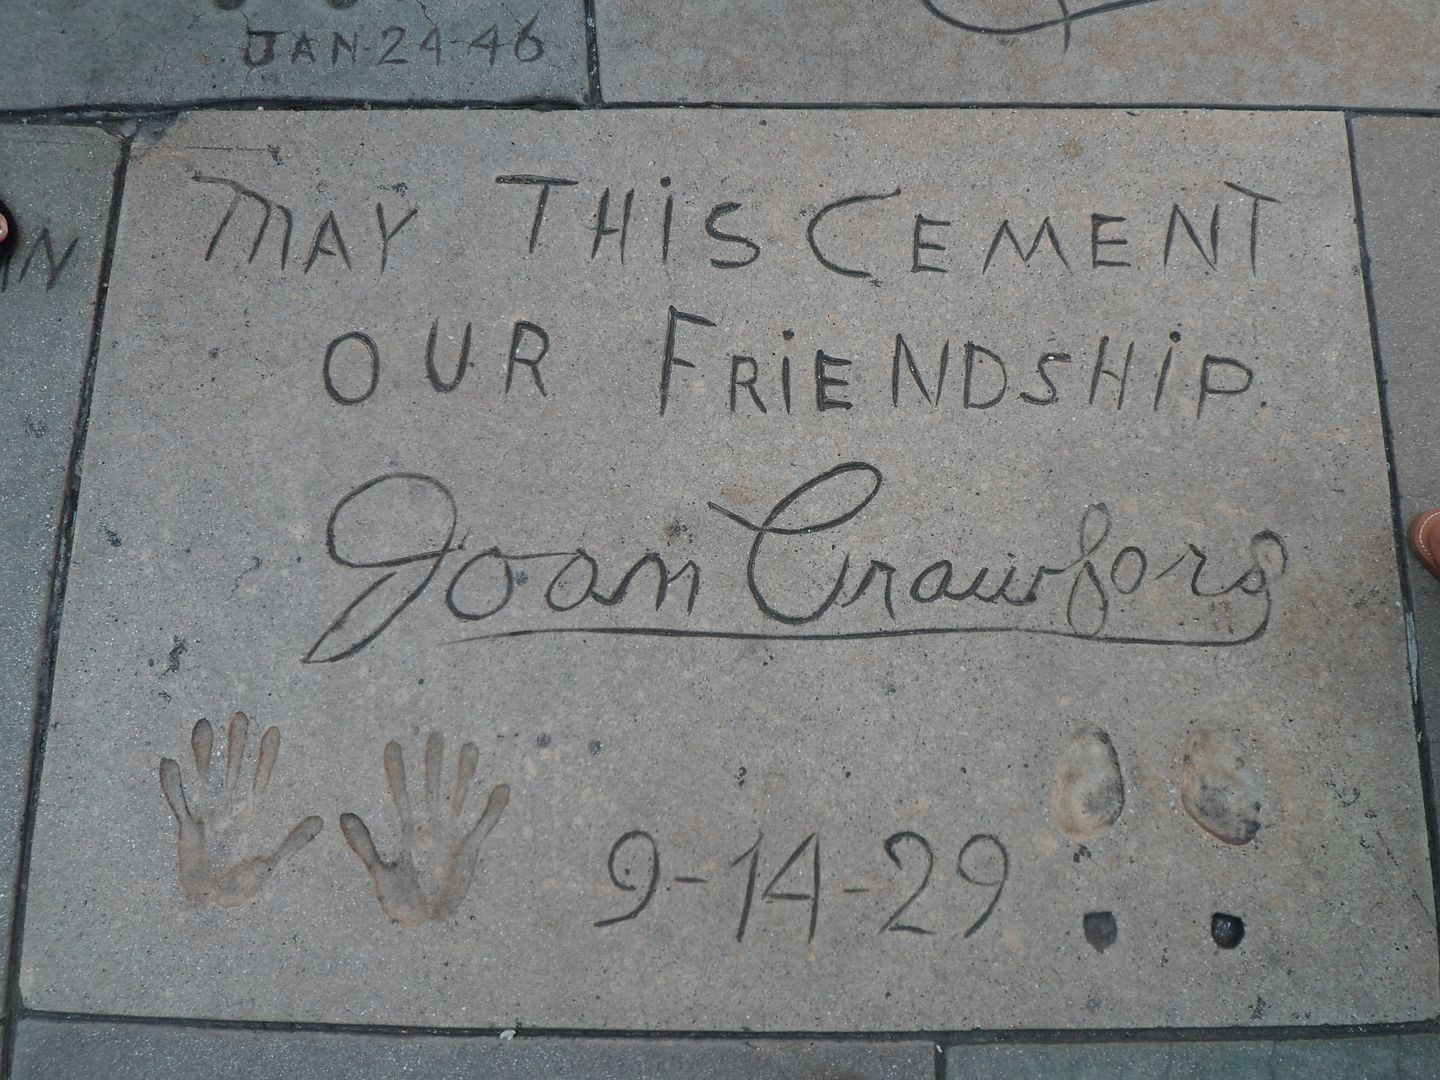 JAN-24-46
MAY THIS CEMENT
OUR FRIENDSHIP.
Joan Crawford
9-14-29